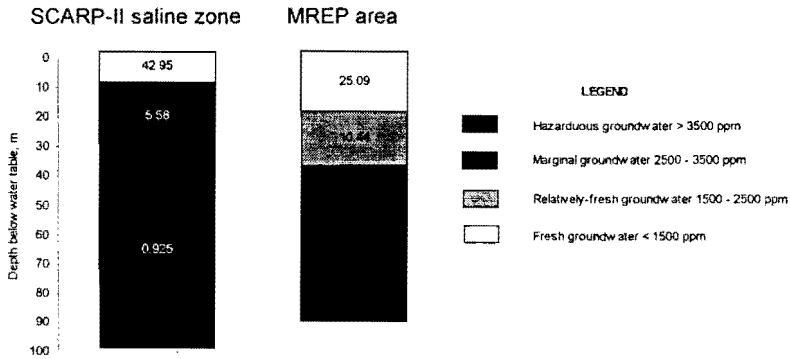 SCARP-II saline zone
MREP area
Depth below water table, m
0
10
20
30
40
50
60
70
80
90
100
42 95
5 58
0.925
25.09
LEGEND
Hazarduous groundwater > 3500 ppm
Marginal groundwater 2500 - 3500 ppm
Relatively-fresh groundwater 1500 - 2500 ppm
Fresh groundwater < 1500 ppm